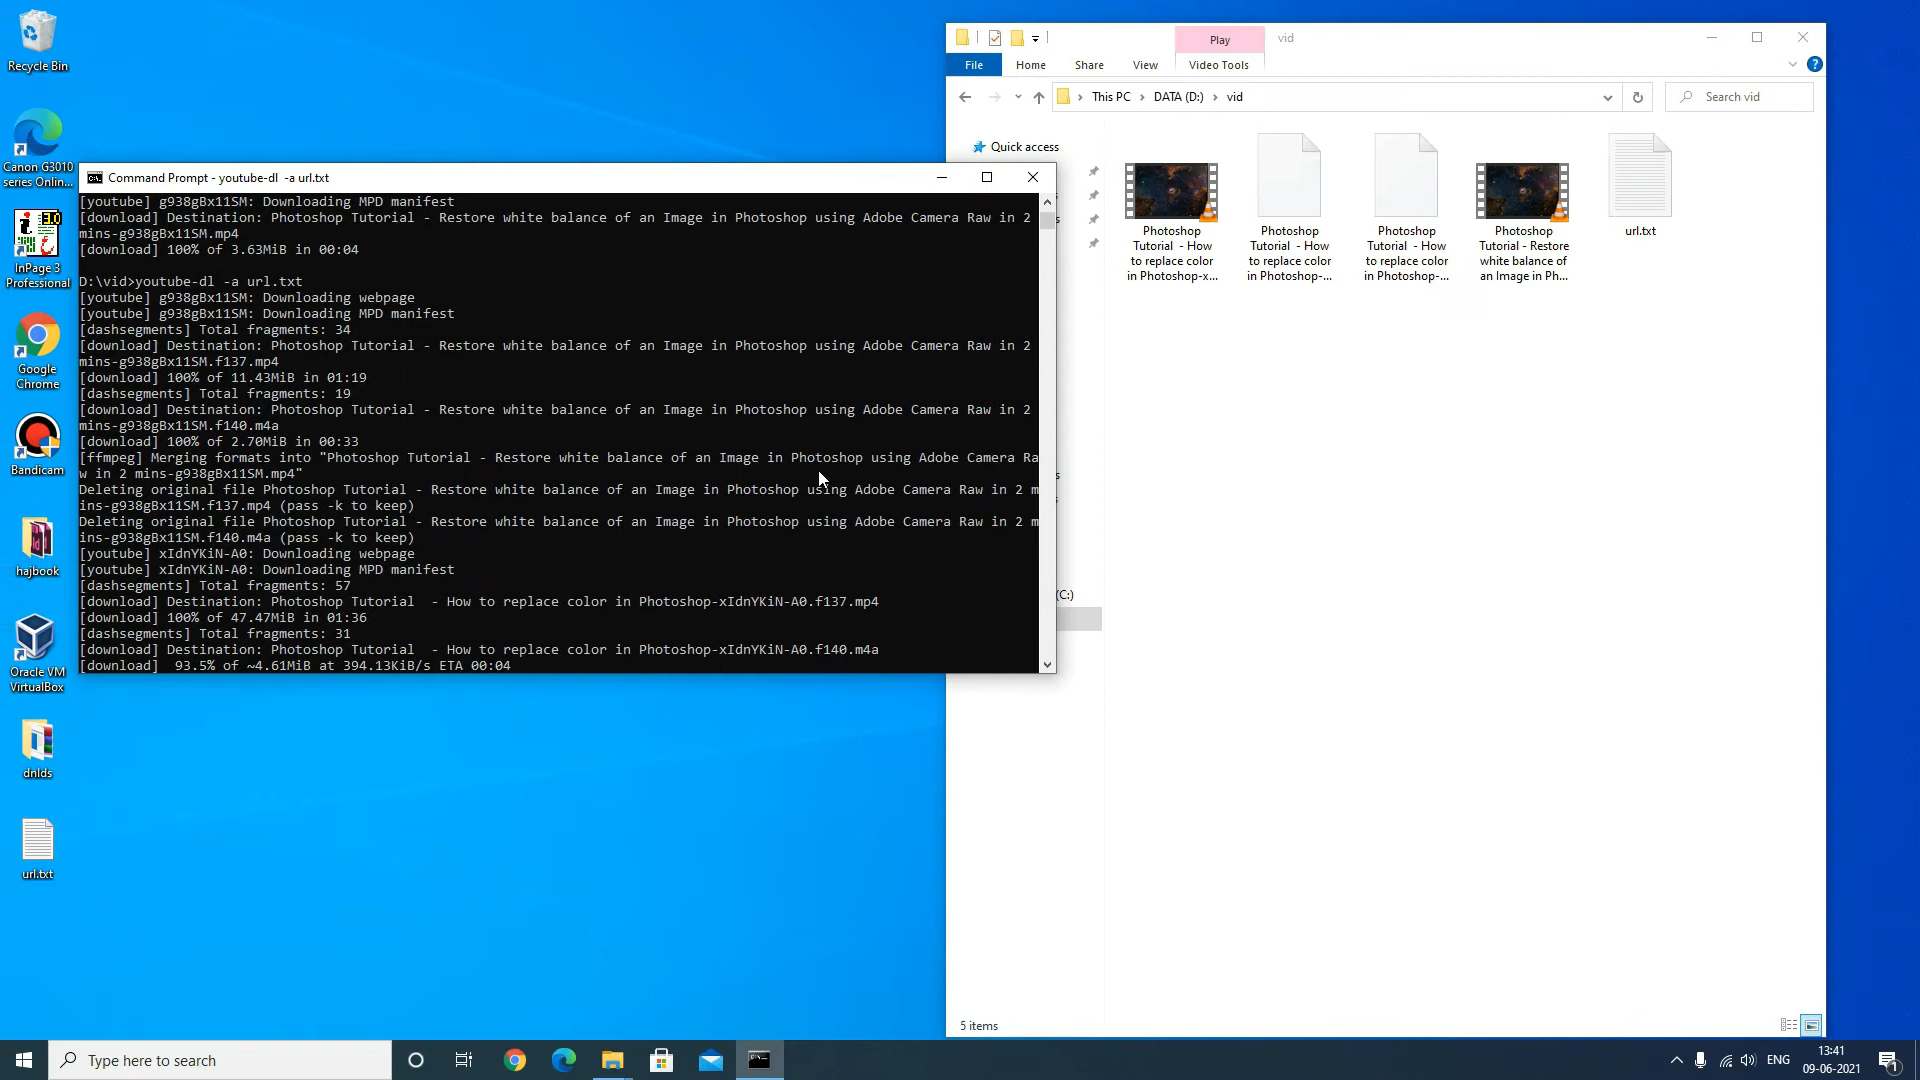 Recycle Bin
Canon G3010
series Onlin...
InPage 3
Professional
Google
Chrome
Bandicam
hajbook
Oracle VM
VirtualBox
dnlds
url.txt
Command Prompt - youtube-dl  -a url.txt
[youtube] g938gBx11SM: Downloading MPD manifest
[download] Destination: Photoshop Tutorial - Restore white balance of an Image in Photoshop using Adobe Camera Raw in 2
mins-g938gBx11SM.mp4
[download] 100% of 3.63MiB in 00:04
D:\vid>youtube-dl -a url.txt
[youtube] g938gBx11SM: Downloading webpage
[youtube] g938gBx11SM: Downloading MPD manifest
[dashsegments] Total fragments: 34
[download] Destination: Photoshop Tutorial - Restore white balance of an Image in Photoshop using Adobe Camera Raw in 2
mins-g938gBx11SM.f137.mp4
[download] 100% of 11.43MiB in 01:19
[dashsegments] Total fragments: 19
[download] Destination: Photoshop Tutorial - Restore white balance of an Image in Photoshop using Adobe Camera Raw in 2
mins-g938gBx11SM.f140.m4a
[download] 100% of 2.70MiB in 00:33
[ffmpeg] Merging formats into "Photoshop Tutorial - Restore white balance of an Image in Photoshop using Adobe Camera Ra
w in 2 mins-g938gBx11SM.mp4"
Deleting original file Photoshop Tutorial - Restore white balance of an Image in Photoshop using Adobe Camera Raw in 2 m
ins-g938gBx11SM.f137.mp4 (pass -k to keep)
Deleting original file Photoshop Tutorial - Restore white balance of an Image in Photoshop using Adobe Camera Raw in 2 m
ins-g938gBx11SM.f140.m4a (pass -k to keep)
[youtube] xIdnYKiN-A0: Downloading webpage
[youtube] xIdnYKiN-A0: Downloading MPD manifest
[dashsegments] Total fragments: 57
[download] Destination: Photoshop Tutorial  - How to replace color in Photoshop-xIdnYKiN-A0.f137.mp4
[download] 100% of 47.47MiB in 01:36
[dashsegments] Total fragments: 31
[download] Destination: Photoshop Tutorial  - How to replace color in Photoshop-xIdnYKiN-A0.f140.m4a
[download]  93.5% of ~4.61MiB at 394.13KiB/s ETA 00:04
Play
vid
File
Home
Share
View
Video Tools
This PC
DATA (D:)
vid
Search vid
Quick access
(C:)
Photoshop
Tutorial - How
to replace color
in Photoshop-x...
Photoshop
Tutorial - How
to replace color
in Photoshop-...
Photoshop
Tutorial - How
to replace color
in Photoshop-...
Photoshop
Tutorial - Restore
white balance of
an Image in Ph...
url.txt
5 items
Type here to search
ENG
13:41
09-06-2021
1